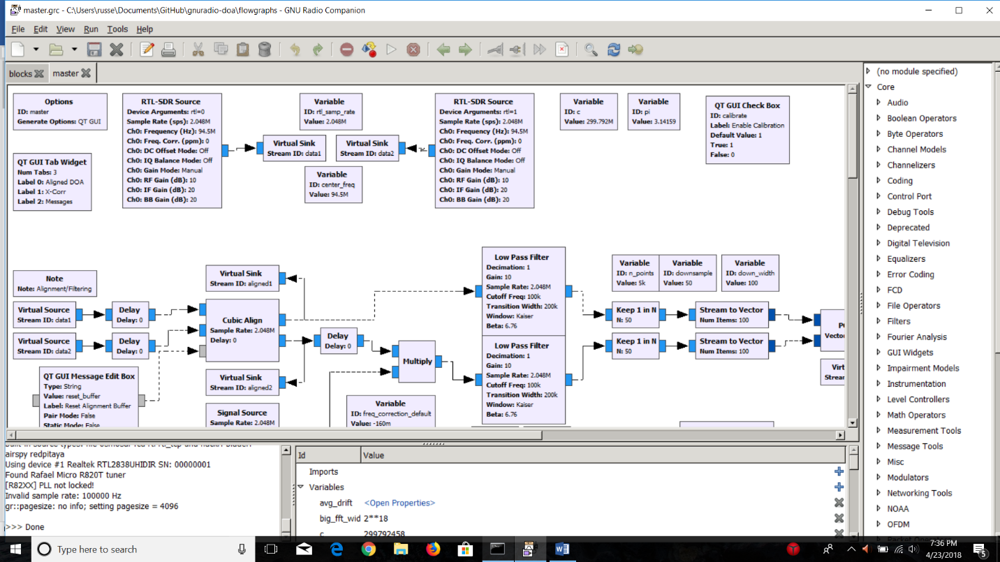 master.grc - C:\Users\russe\Documents\GitHub\gnuradio-doa\flowgraphs - GNU Radio Companion
File Edit View Run Tools Help
blocks
master
Options
ID: master
Generate Options: QT GUI
QT GUI Tab Widget
Num Tabs: 3
Label 0: Aligned DOA
Label 1: X-Corr
Label 2: Messages
RTL-SDR Source
Device Arguments: rtl=0
Sample Rate (sps): 2.048M
Ch0: Frequency (Hz): 94.5M
Ch0: Freq. Corr. (ppm): 0
Ch0: DC Offset Mode: Off
Ch0: IQ Balance Mode: Off
Ch0: Gain Mode: Manual
Ch0: RF Gain (dB): 10
Ch0: IF Gain (dB): 20
Ch0: BB Gain (dB): 20
Variable
ID: rtl_samp_rate
Value: 2.048M
Virtual Sink
Stream ID: data1
Virtual Sink
Stream ID: data2
Variable
ID: center_freq
Value: 94.5M
RTL-SDR Source
Device Arguments: rtl=1
Sample Rate (sps): 2.048M
Ch0: Frequency (Hz): 94.5M
Ch0: Freq. Corr. (ppm): 0
Ch0: DC Offset Mode: Off
Ch0: IQ Balance Mode: Off
Ch0: Gain Mode: Manual
Ch0: RF Gain (dB): 10
Ch0: IF Gain (dB): 20
Ch0: BB Gain (dB): 20
Variable
ID: c
Value: 299.792M
Variable
ID: pi
Value: 3.14159
QT GUI Check Box
ID: calibrate
Label: Enable Calibration
Default Value: 1
True: 1
False: 0
Note
Note: Alignment/Filtering
Virtual Source
Stream ID: data1
Delay
Delay: 0
Virtual Source
Stream ID: data2
Delay
Delay: 0
QT GUI Message Edit Box
Type: String
Value: reset_buffer
Label: Reset Alignment Buffer
Pair Mode: False
Static Mode: False
Virtual Sink
Stream ID: aligned1
Cubic Align
Sample Rate: 2.048M
Delay: 0
Virtual Sink
Stream ID: aligned2
Signal Source
Sample Rate: 2.048M
Delay
Delay: 0
Multiply
Variable
ID: freq_correction_default
Value: -160m
Low Pass Filter
Decimation: 1
Gain: 10
Sample Rate: 2.048M
Cutoff Freq: 100k
Transition Width: 200k
Window: Kaiser
Beta: 6.76
Low Pass Filter
Decimation: 1
Gain: 10
Sample Rate: 2.048M
Cutoff Freq: 100k
Transition Width: 200k
Window: Kaiser
Beta: 6.76
Variable
ID: n_points
Value: 5k
Variable
ID: downsample
Value: 50
Variable
ID: down_width
Value: 100
Keep 1 in N
N: 50
Stream to Vector
Num Items: 100
Keep 1 in N
N: 50
Stream to Vector
Num Items: 100
Vector
Strean
(no module specified)
Core
Audio
Boolean Operators
Byte Operators
Channel Models
Channelizers
Coding
Control Port
Debug Tools
Deprecated
Digital Television
Equalizers
Error Coding
FCD
File Operators
Filters
Fourier Analysis
GUI Widgets
Impairment Models
Instrumentation
Level Controllers
Math Operators
Measurement Tools
Message Tools
Misc
Modulators
Networking Tools
NOAA
OFDM
airspy redpitaya
Using device #1 Realtek RTL2838UHIDIR SN: 00000001
Found Rafael Micro R820T tuner
[R82XX] PLL not locked!
Invalid sample rate: 100000 Hz
gr::pagesize: no info; setting pagesize = 4096
>>> Done
Id Value
Imports
Variables
avg_drift <Open Properties>
big_fft_wid 2**18
c 299792458
Type here to search
7:36 PM
4/23/2018
5